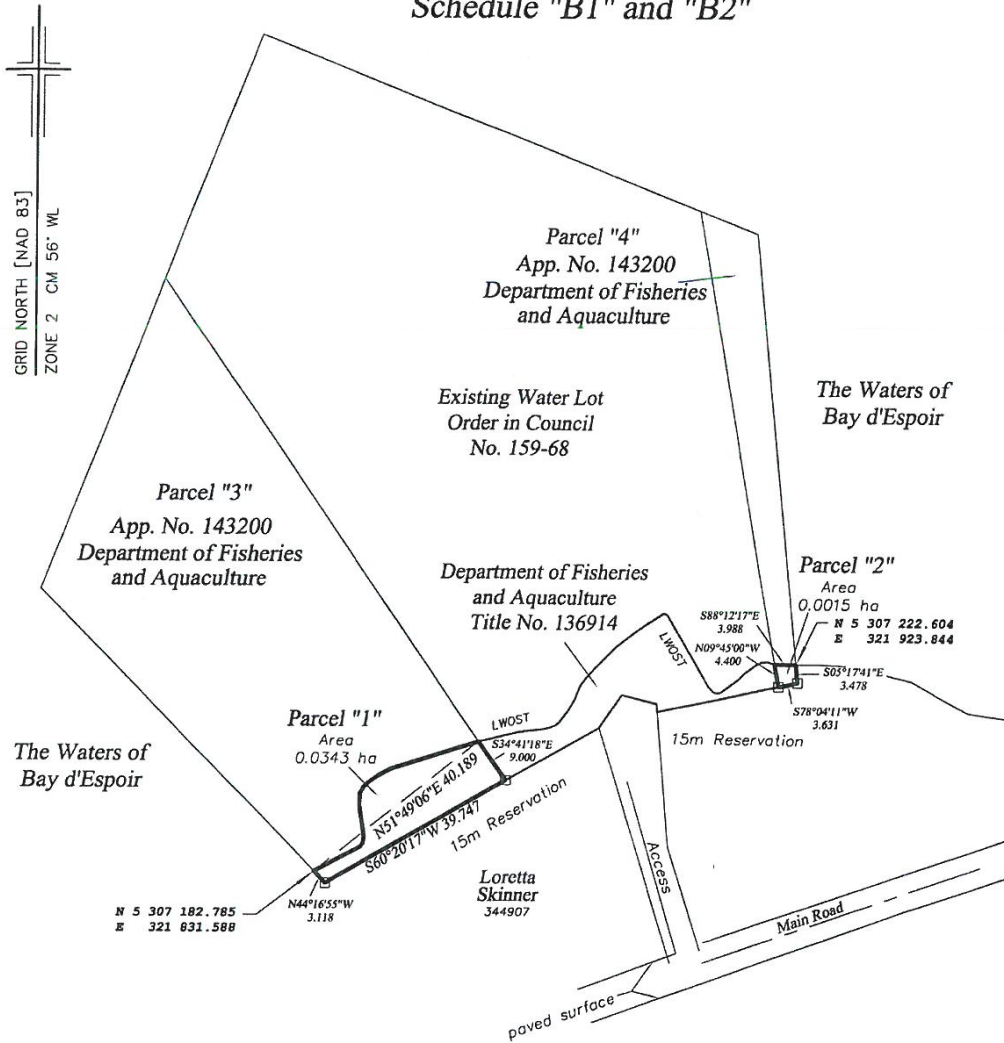 Schedule "B1" and "B2"
GRID NORTH [NAD 83]
ZONE 2 CM 56° WL
Parcel "4"
App. No. 143200
Department of Fisheries
and Aquaculture
Existing Water Lot
Order in Council
No. 159-68
The Waters of
Bay d'Espoir
Parcel "3"
App. No. 143200
Department of Fisheries
and Aquaculture
Department of Fisheries
and Aquaculture
Title No. 136914
Parcel "2"
Area
0.0015 ha
N 5 307 222.604
E 321 923.844
S88°12'17"E
3.988
N09°45'00"W
4.400
S05°17'41"E
3.478
S78°04'11"W
3.631
LWOST
15m Reservation
Parcel "1"
Area
0.0343 ha
LWOST
S34°41'18"E
9.000
The Waters of
Bay d'Espoir
N51°49'06"E 40.189
S60°20'17"W 39.747
15m Reservation
N44°16'55"W
3.118
N 5 307 182.785
E 321 831.588
Loretta
Skinner
344907
Access
Main Road
paved surface